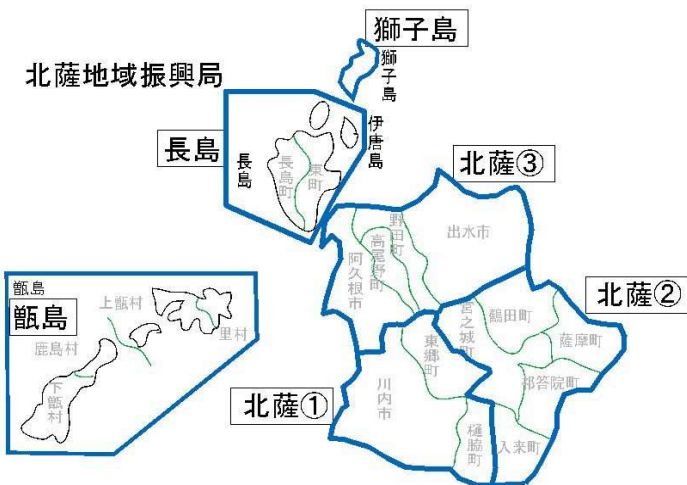 獅子島
獅子島
北薩地域振興局
伊唐島
長島
長島
長島町
東町
北薩③
野田町
出水市
高尾野町
阿久根市
甑島
甑島
上甑村
里村
鹿島村
下甑村
北薩②
宮之城町
鶴田町
薩摩町
東郷町
祁答院町
北薩①
川内市
樋脇町
入来町